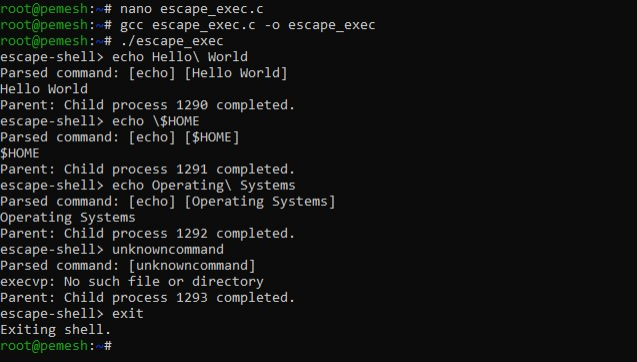 root@pemesh:~# nano escape_exec.c
root@pemesh:~# gcc escape_exec.c -o escape_exec
root@pemesh:~# ./escape_exec
escape-shell> echo Hello\ World
Parsed command: [echo] [Hello World]
Hello World
Parent: Child process 1290 completed.
escape-shell> echo \$HOME
Parsed command: [echo] [$HOME]
$HOME
Parent: Child process 1291 completed.
escape-shell> echo Operating\ Systems
Parsed command: [echo] [Operating Systems]
Operating Systems
Parent: Child process 1292 completed.
escape-shell> unknowncommand
Parsed command: [unknowncommand]
execvp: No such file or directory
Parent: Child process 1293 completed.
escape-shell> exit
Exiting shell.
root@pemesh:~#